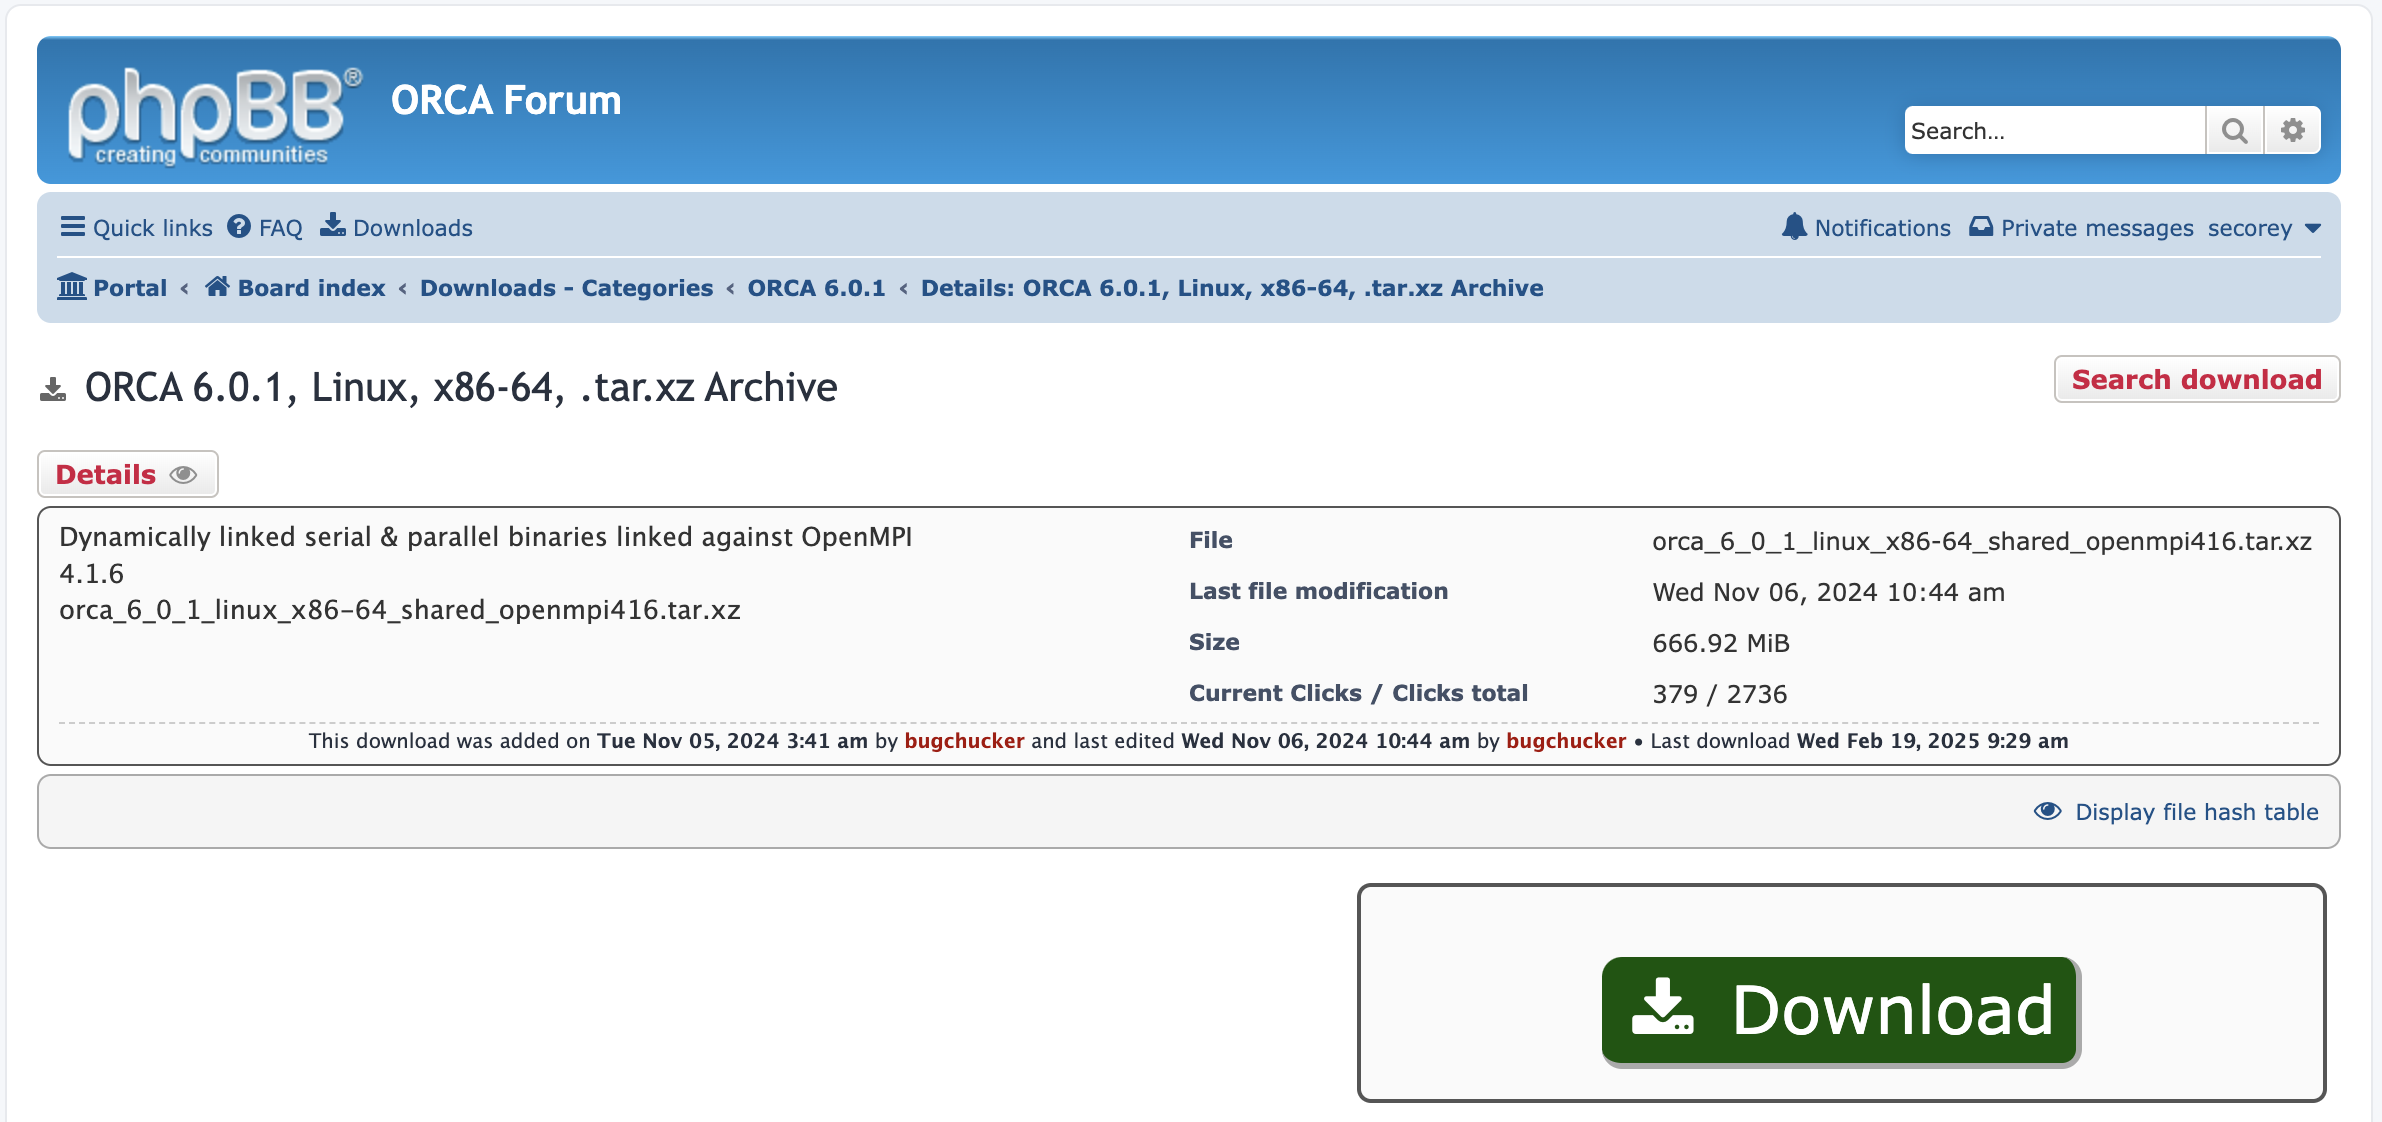 phpBB®
creating communities
ORCA Forum
Search…
Quick links FAQ Downloads
Notifications Private messages secorey
Portal ‹ Board index ‹ Downloads - Categories ‹ ORCA 6.0.1 ‹ Details: ORCA 6.0.1, Linux, x86-64, .tar.xz Archive
ORCA 6.0.1, Linux, x86-64, .tar.xz Archive
Search download
Details
Dynamically linked serial & parallel binaries linked against OpenMPI
4.1.6
orca_6_0_1_linux_x86-64_shared_openmpi416.tar.xz
File orca_6_0_1_linux_x86-64_shared_openmpi416.tar.xz
Last file modification Wed Nov 06, 2024 10:44 am
Size 666.92 MiB
Current Clicks / Clicks total 379 / 2736
This download was added on Tue Nov 05, 2024 3:41 am by bugchucker and last edited Wed Nov 06, 2024 10:44 am by bugchucker • Last download Wed Feb 19, 2025 9:29 am
Display file hash table
Download